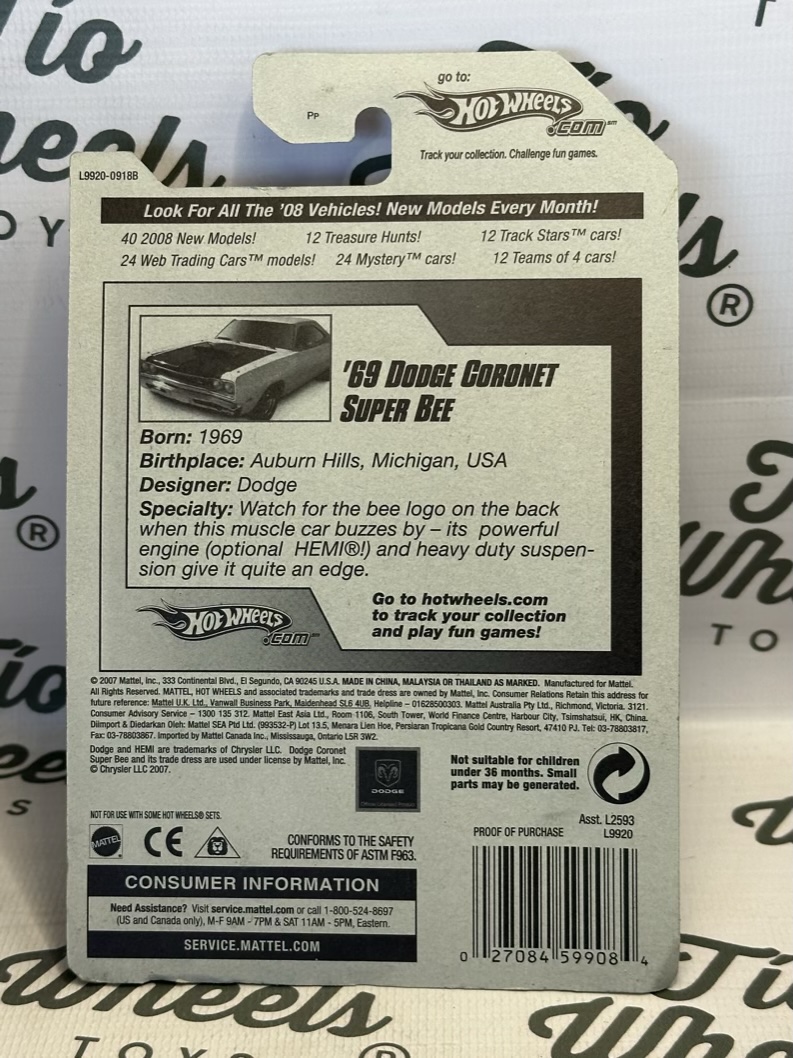 go to:
HOT WHEELS
.COM℠
Track your collection. Challenge fun games.
PP
L9920-0918B
Look For All The '08 Vehicles! New Models Every Month!
40 2008 New Models! 12 Treasure Hunts! 12 Track Stars™ cars!
24 Web Trading Cars™ models! 24 Mystery™ cars! 12 Teams of 4 cars!
'69 DODGE CORONET
SUPER BEE
Born: 1969
Birthplace: Auburn Hills, Michigan, USA
Designer: Dodge
Specialty: Watch for the bee logo on the back
when this muscle car buzzes by – its powerful
engine (optional HEMI®!) and heavy duty suspen-
sion give it quite an edge.
HOT WHEELS
.COM℠
Go to hotwheels.com
to track your collection
and play fun games!
© 2007 Mattel, Inc., 333 Continental Blvd., El Segundo, CA 90245 U.S.A. MADE IN CHINA, MALAYSIA OR THAILAND AS MARKED. Manufactured for Mattel.
All Rights Reserved. MATTEL, HOT WHEELS and associated trademarks and trade dress are owned by Mattel, Inc. Consumer Relations Retain this address for
future reference: Mattel U.K. Ltd., Vanwall Business Park, Maidenhead SL6 4UB. Helpline – 01628500303. Mattel Australia Pty Ltd., Richmond, Victoria. 3121.
Consumer Advisory Service – 1300 135 312. Mattel East Asia Ltd., Room 1106, South Tower, World Finance Centre, Harbour City, Tsimshatsui, HK, China.
Diimport & Diedarkan Oleh: Mattel SEA Ptd Ltd. (993532-P) Lot 13.5, Menara Lien Hoe, Persiaran Tropicana Gold Country Resort, 47410 PJ. Tel: 03-78803817,
Fax: 03-78803867. Imported by Mattel Canada Inc., Mississauga, Ontario L5R 3W2.
Dodge and HEMI are trademarks of Chrysler LLC. Dodge Coronet
Super Bee and its trade dress are used under license by Mattel, Inc.
© Chrysler LLC 2007.
DODGE
Official Licensed Product
Not suitable for children
under 36 months. Small
parts may be generated.
NOT FOR USE WITH SOME HOT WHEELS® SETS.
MATTEL
CE
CONFORMS TO THE SAFETY
REQUIREMENTS OF ASTM F963.
Asst. L2593
PROOF OF PURCHASE L9920
CONSUMER INFORMATION
Need Assistance? Visit service.mattel.com or call 1-800-524-8697
(US and Canada only), M-F 9AM - 7PM & SAT 11AM - 5PM, Eastern.
SERVICE.MATTEL.COM
0 27084 59908 4
Tío
Wheels
TOYS
®